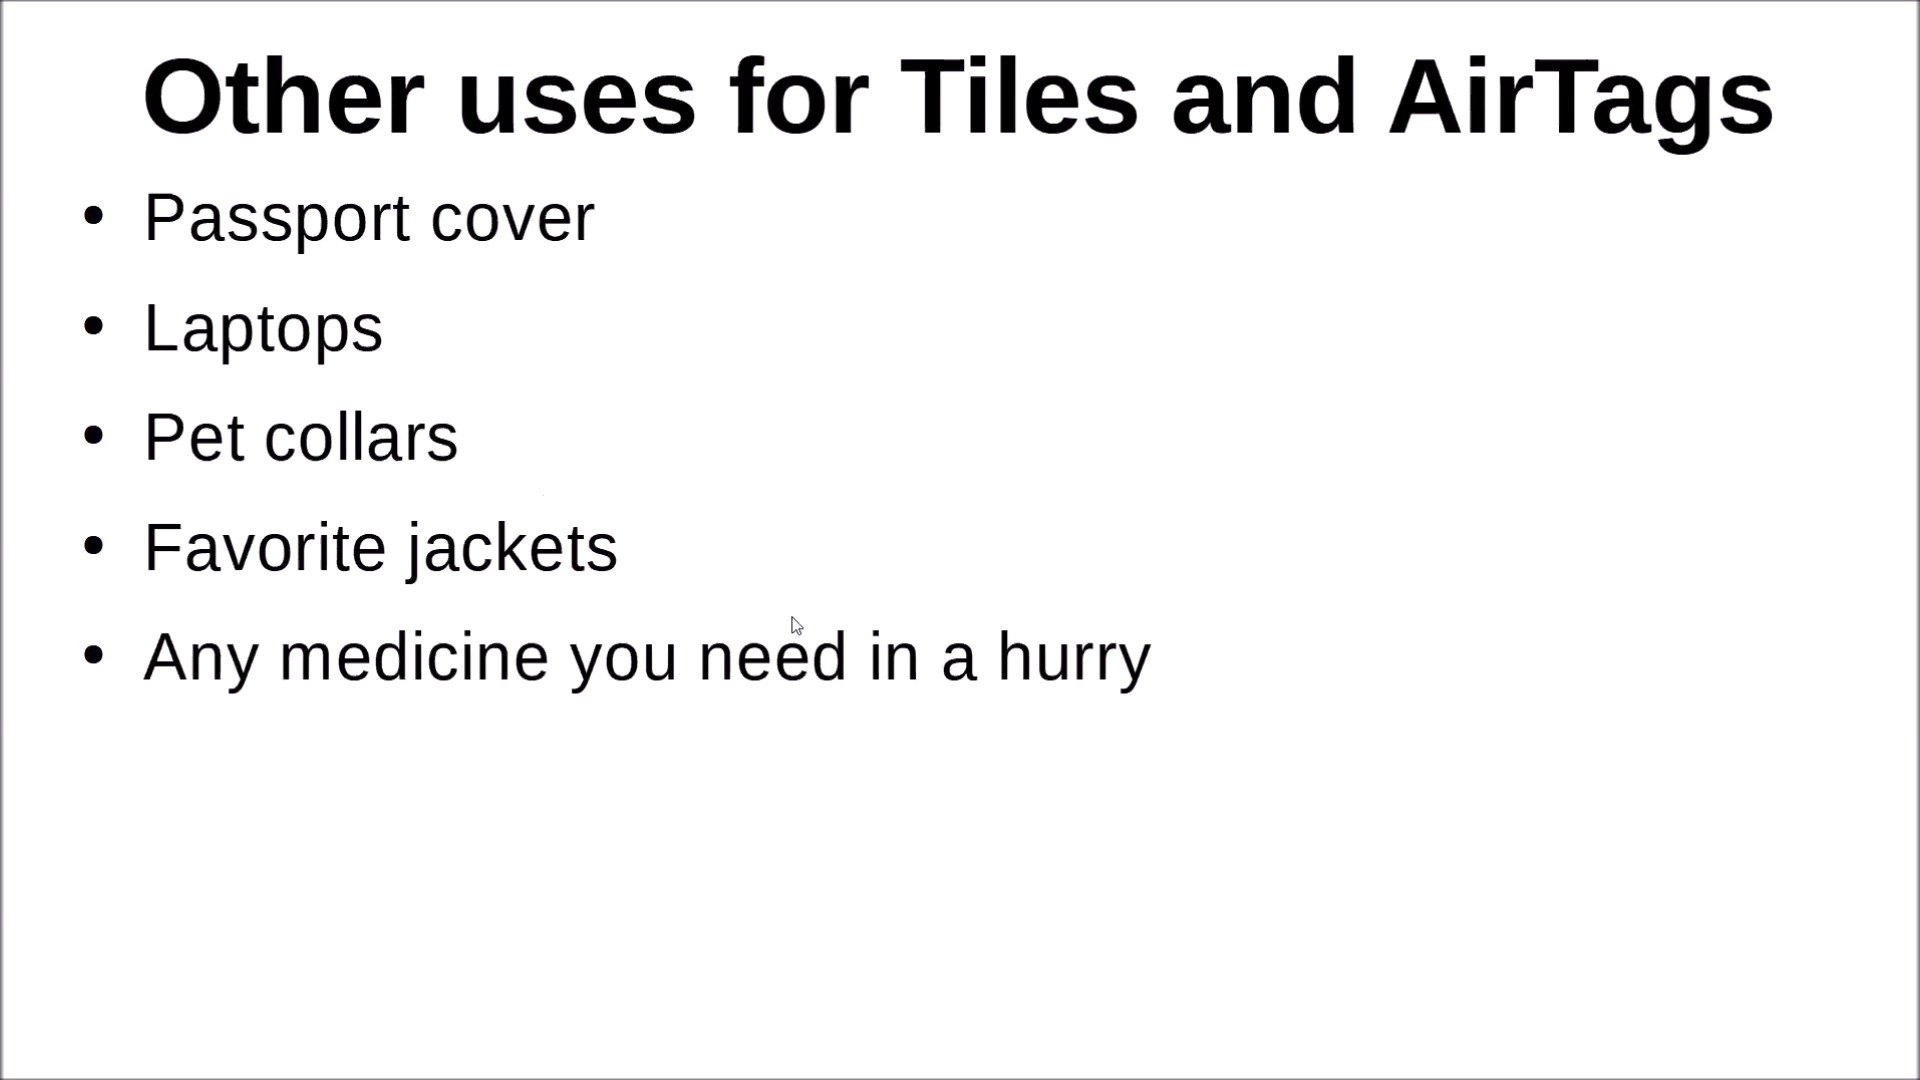 Other uses for Tiles and AirTags
• Passport cover
• Laptops
• Pet collars
• Favorite jackets
• Any medicine you need in a hurry